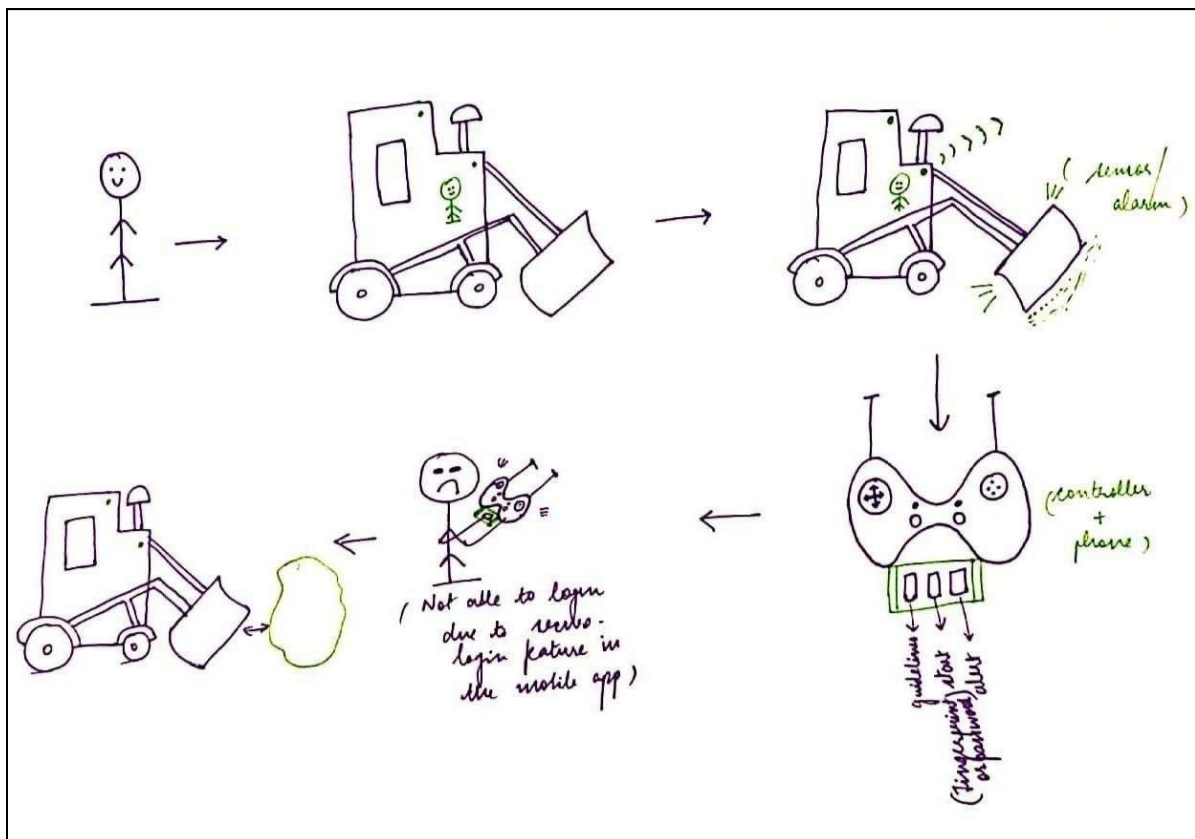 ( sensor/
alarm )
( controller
+
phone )
guidelines
start
(Fingerprint
or password)
alert
( Not able to login
due to
login feature in
the mobile app )